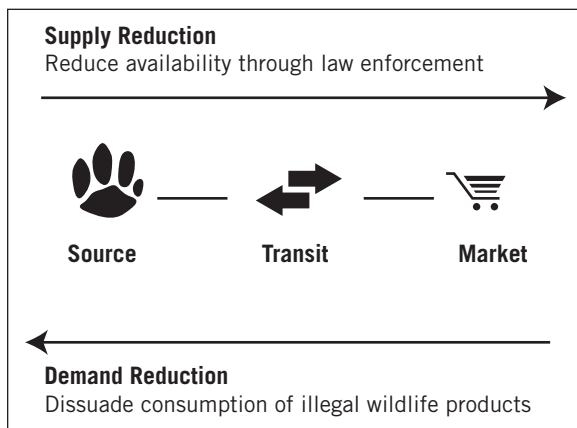 Supply Reduction
Reduce availability through law enforcement
Source Transit Market
Demand Reduction
Dissuade consumption of illegal wildlife products